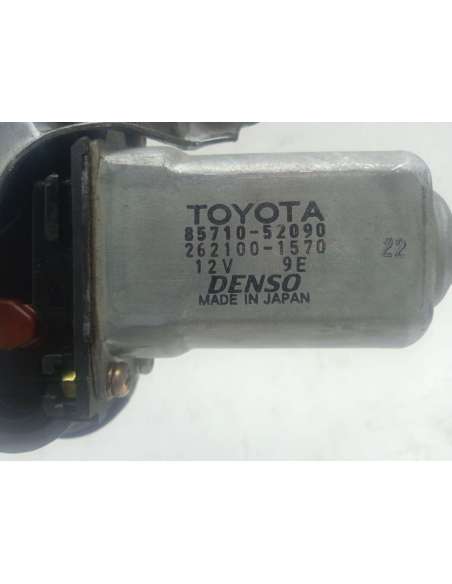 TOYOTA
85710-52090
262100-1570
22
12V 9E
DENSO
MADE IN JAPAN